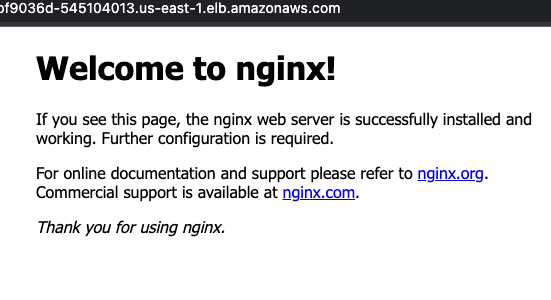 of9036d-545104013.us-east-1.elb.amazonaws.com
Welcome to nginx!
If you see this page, the nginx web server is successfully installed and
working. Further configuration is required.
For online documentation and support please refer to nginx.org.
Commercial support is available at nginx.com.
Thank you for using nginx.